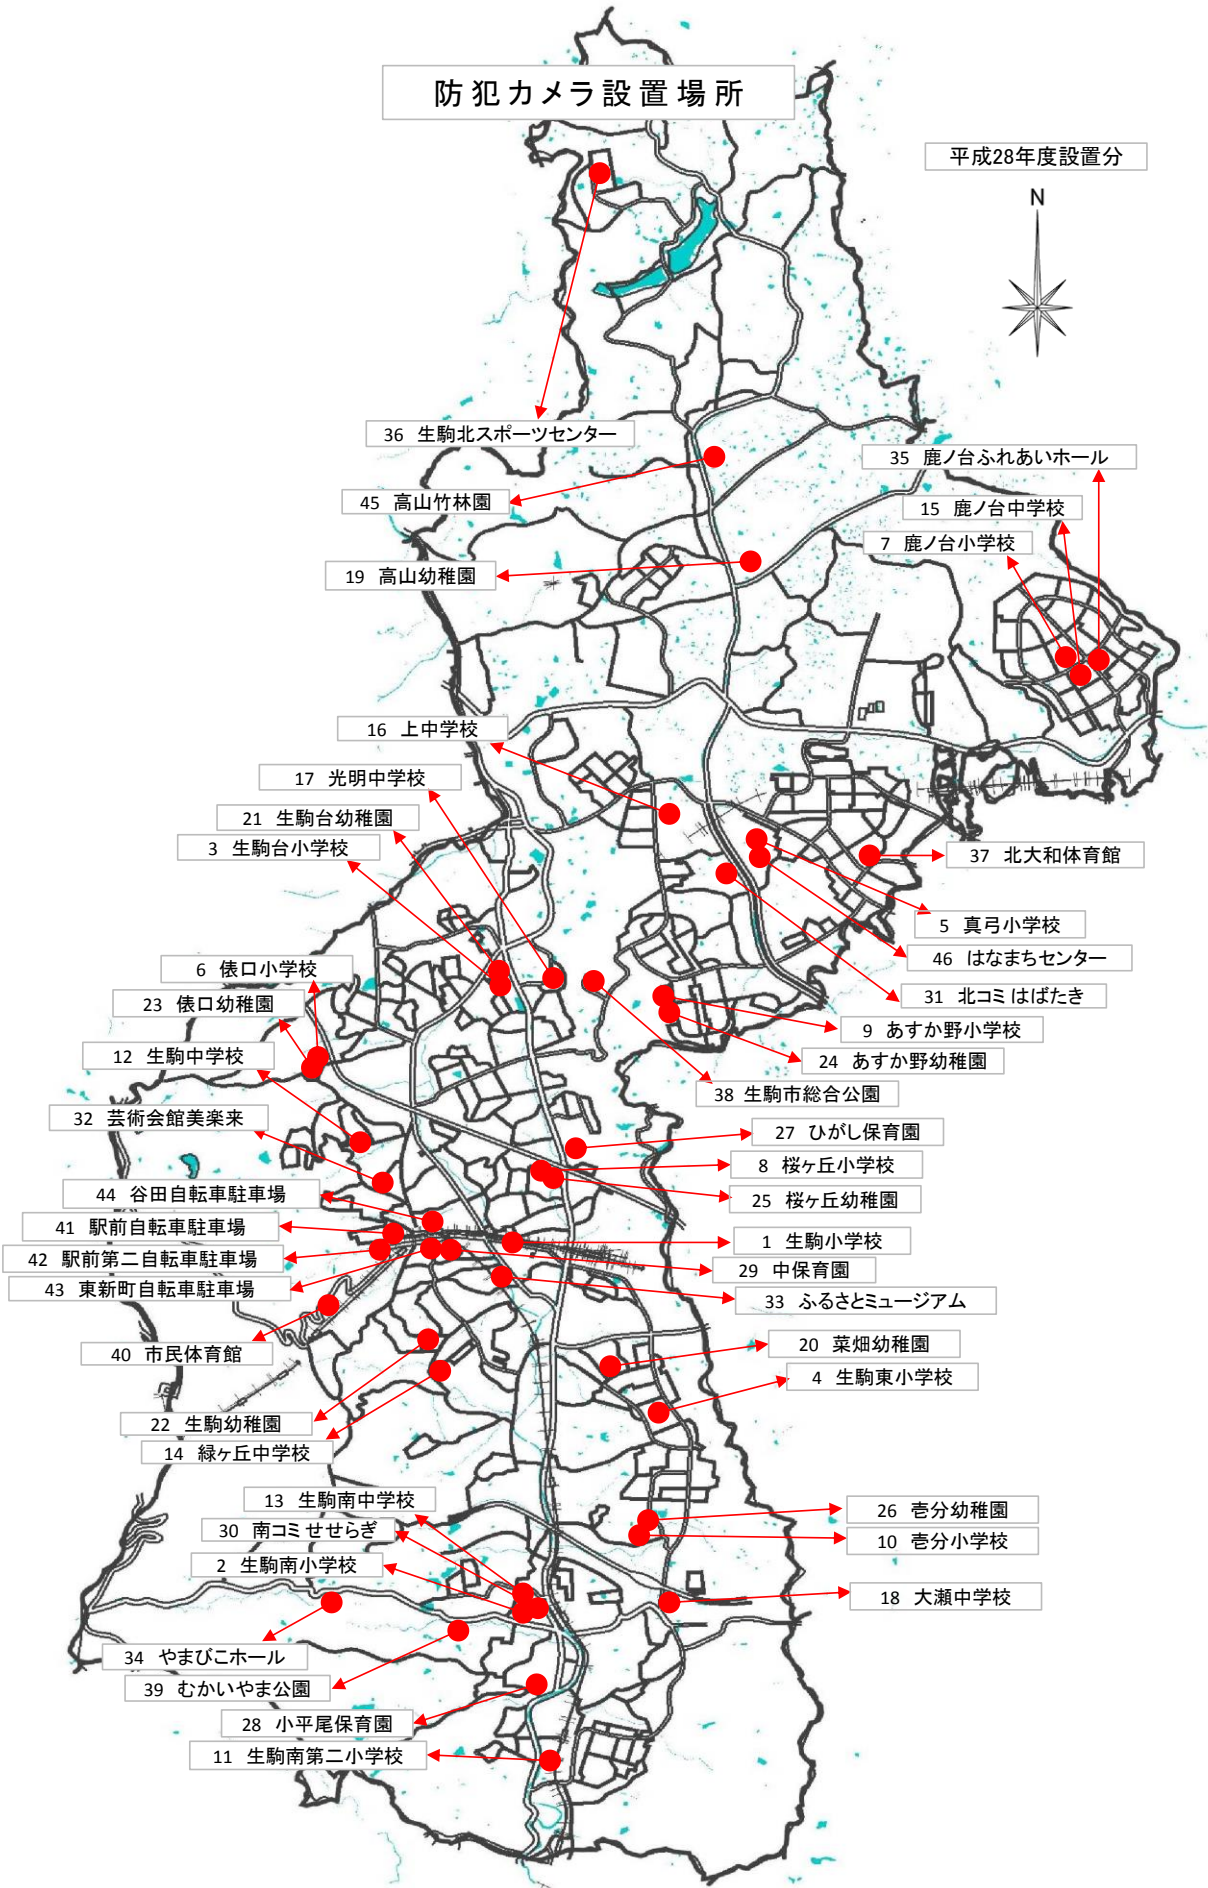 防犯カメラ設置場所
平成28年度設置分
N
36 生駒北スポーツセンター
35 鹿ノ台ふれあいホール
45 高山竹林園
15 鹿ノ台中学校
7 鹿ノ台小学校
19 高山幼稚園
16 上中学校
17 光明中学校
21 生駒台幼稚園
3 生駒台小学校
37 北大和体育館
5 真弓小学校
46 はなまちセンター
6 俵口小学校
31 北コミ はばたき
23 俵口幼稚園
9 あすか野小学校
12 生駒中学校
24 あすか野幼稚園
38 生駒市総合公園
32 芸術会館美楽来
27 ひがし保育園
8 桜ヶ丘小学校
44 谷田自転車駐車場
25 桜ヶ丘幼稚園
41 駅前自転車駐車場
1 生駒小学校
42 駅前第二自転車駐車場
29 中保育園
43 東新町自転車駐車場
33 ふるさとミュージアム
40 市民体育館
20 菜畑幼稚園
4 生駒東小学校
22 生駒幼稚園
14 緑ヶ丘中学校
13 生駒南中学校
26 壱分幼稚園
30 南コミ せせらぎ
10 壱分小学校
2 生駒南小学校
18 大瀬中学校
34 やまびこホール
39 むかいやま公園
28 小平尾保育園
11 生駒南第二小学校